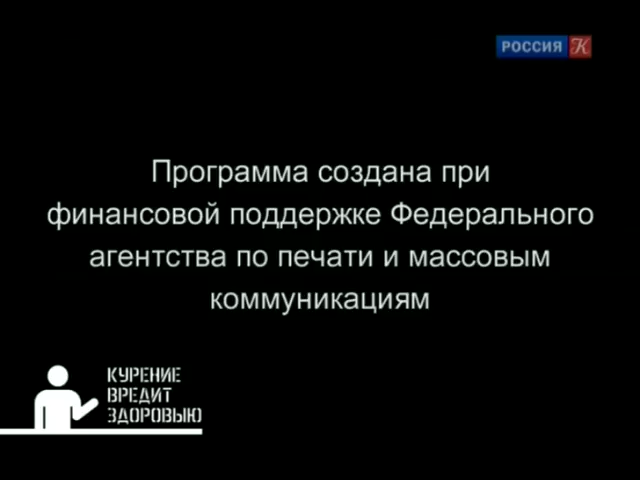 РОССИЯ К
Программа создана при
финансовой поддержке Федерального
агентства по печати и массовым
коммуникациям
КУРЕНИЕ
ВРЕДИТ
ЗДОРОВЬЮ